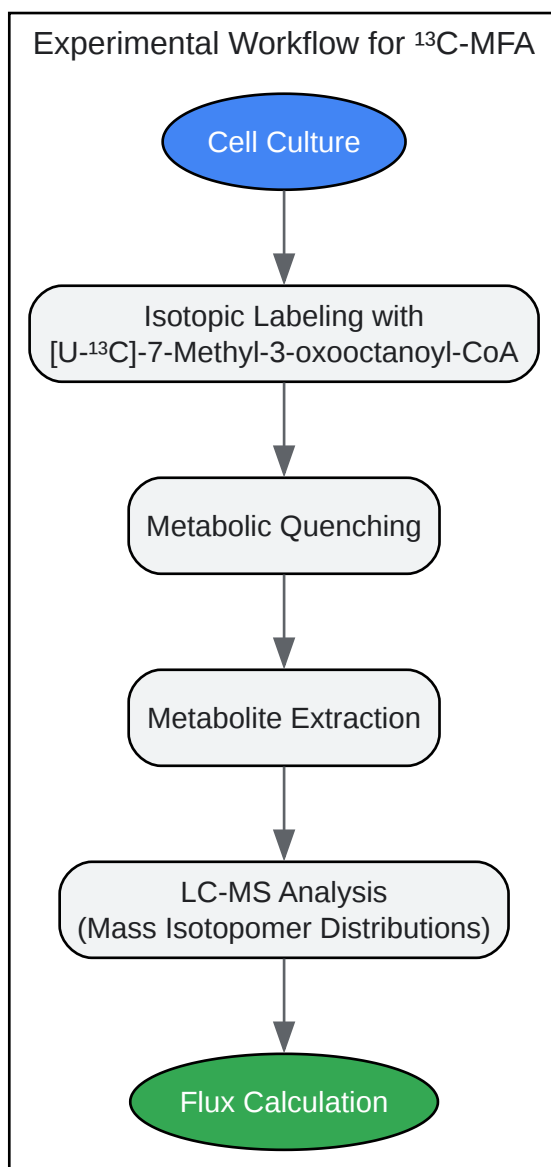 Experimental Workflow for ¹³C-MFA
Cell Culture
Isotopic Labeling with
[U-¹³C]-7-Methyl-3-oxooctanoyl-CoA
Metabolic Quenching
Metabolite Extraction
LC-MS Analysis
(Mass Isotopomer Distributions)
Flux Calculation